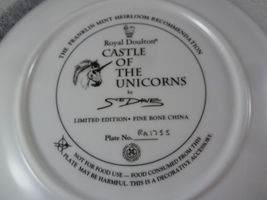 THE FRANKLIN MINT HEIRLOOM RECOMMENDATION
Royal Doulton®
CASTLE
OF THE
UNICORNS
by
LIMITED EDITION • FINE BONE CHINA
Plate No. RA1755
NOT FOR FOOD USE — FOOD CONSUMED FROM THIS
PLATE MAY BE HARMFUL. THIS IS A DECORATIVE ACCESSORY.